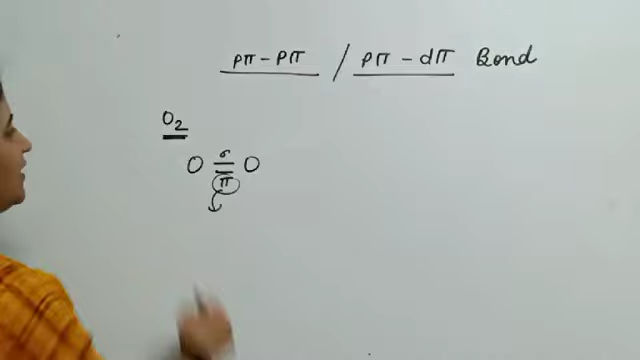 pπ - pπ / pπ - dπ Bond
O2
σ
O = O
π